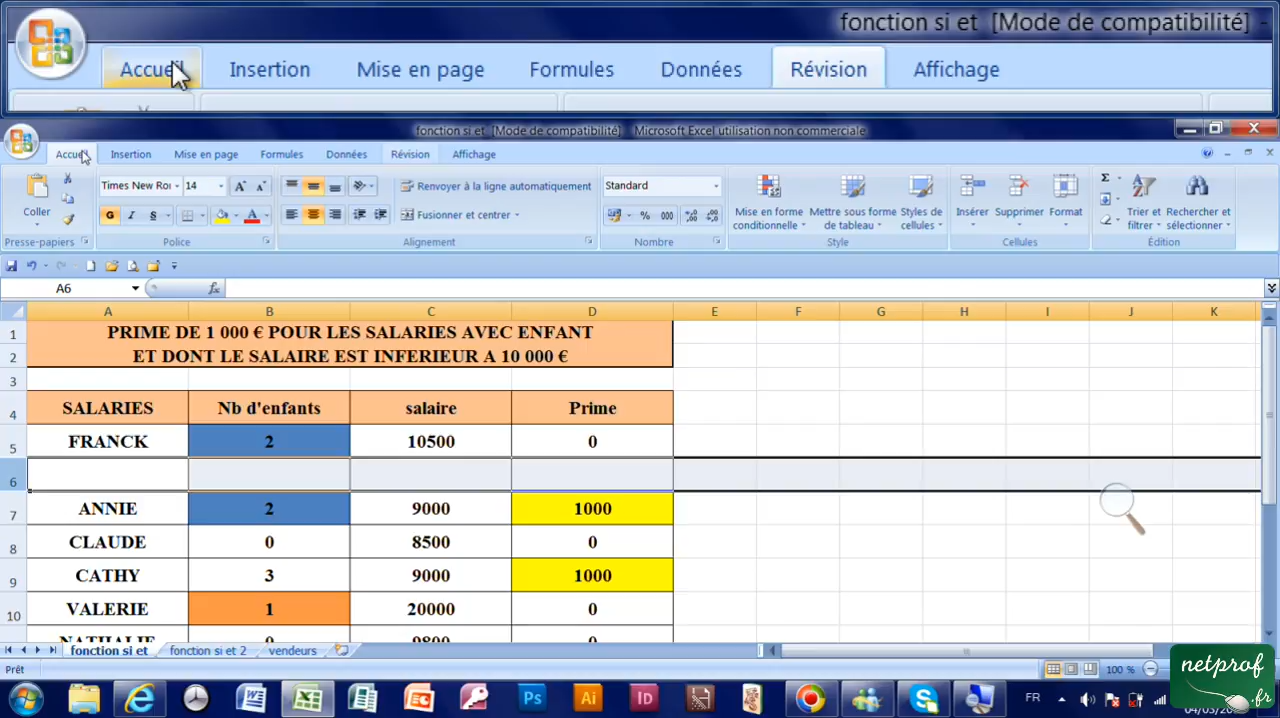 fonction si et [Mode de compatibilité] -
Accueil Insertion Mise en page Formules Données Révision Affichage
fonction si et [Mode de compatibilité] Microsoft Excel utilisation non commerciale
Accueil Insertion Mise en page Formules Données Révision Affichage
Times New Ro 14 Renvoyer à la ligne automatiquement Standard
Coller G I S A Fusionner et centrer % 000 Mise en forme conditionnelle Mettre sous forme de tableau Styles de cellules Insérer Supprimer Format Σ Trier et filtrer Rechercher et sélectionner
Presse-papiers Police Alignement Nombre Style Cellules Édition
A6 fx
A B C D E F G H I J K
1 PRIME DE 1 000 € POUR LES SALARIES AVEC ENFANT
2 ET DONT LE SALAIRE EST INFERIEUR A 10 000 €
3
4 SALARIES Nb d'enfants salaire Prime
5 FRANCK 2 10500 0
6
7 ANNIE 2 9000 1000
8 CLAUDE 0 8500 0
9 CATHY 3 9000 1000
10 VALERIE 1 20000 0
NATHALIE 0 9800 0
fonction si et fonction si et 2 vendeurs
Prêt 100 %
Ps Ai ID FR
netprof.fr